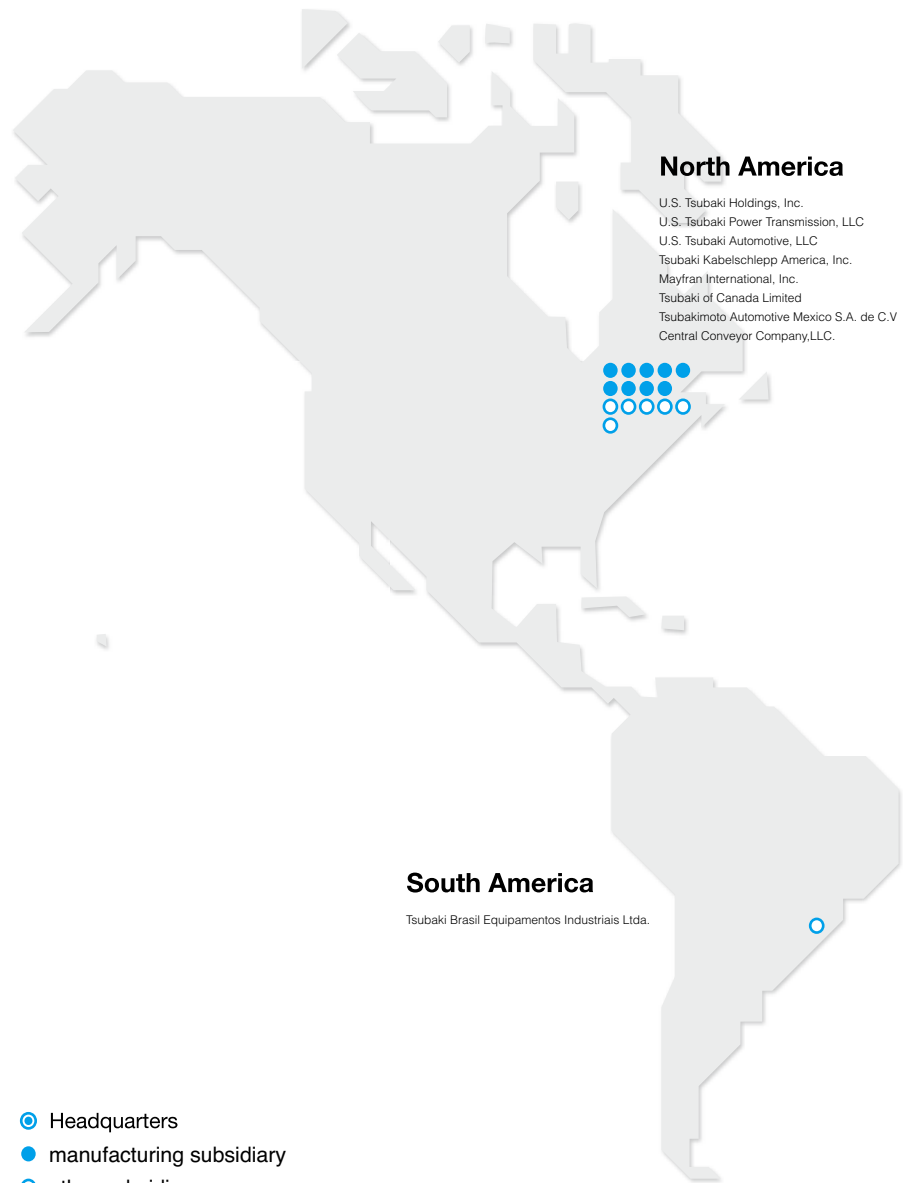 North America
U.S. Tsubaki Holdings, Inc.
U.S. Tsubaki Power Transmission, LLC
U.S. Tsubaki Automotive, LLC
Tsubaki Kabelschlepp America, Inc.
Mayfran International, Inc.
Tsubaki of Canada Limited
Tsubakimoto Automotive Mexico S.A. de C.V
Central Conveyor Company,LLC.
South America
Tsubaki Brasil Equipamentos Industriais Ltda.
Headquarters
manufacturing subsidiary